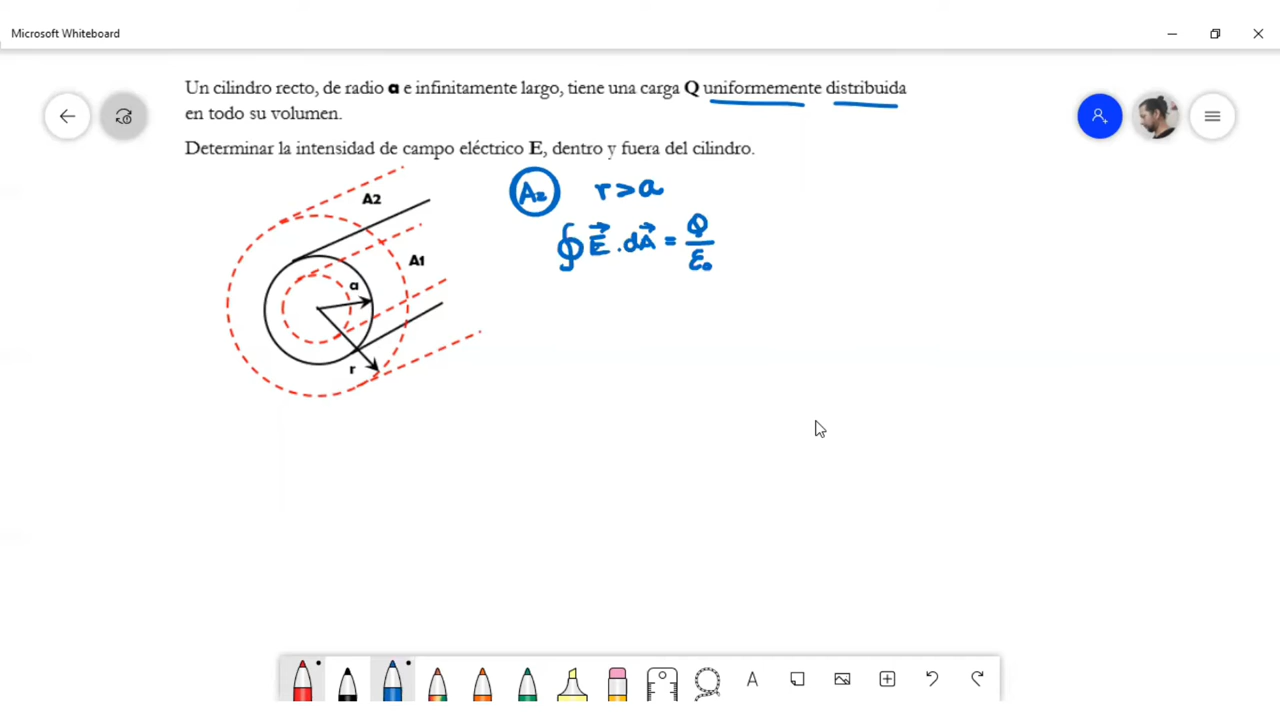 Microsoft Whiteboard
Un cilindro recto, de radio a e infinitamente largo, tiene una carga Q uniformemente distribuida
en todo su volumen.
Determinar la intensidad de campo eléctrico E, dentro y fuera del cilindro.
A2
A1
a
r
A₂ r > a
∮ E⃗ . dA⃗ = Q/ε₀
A